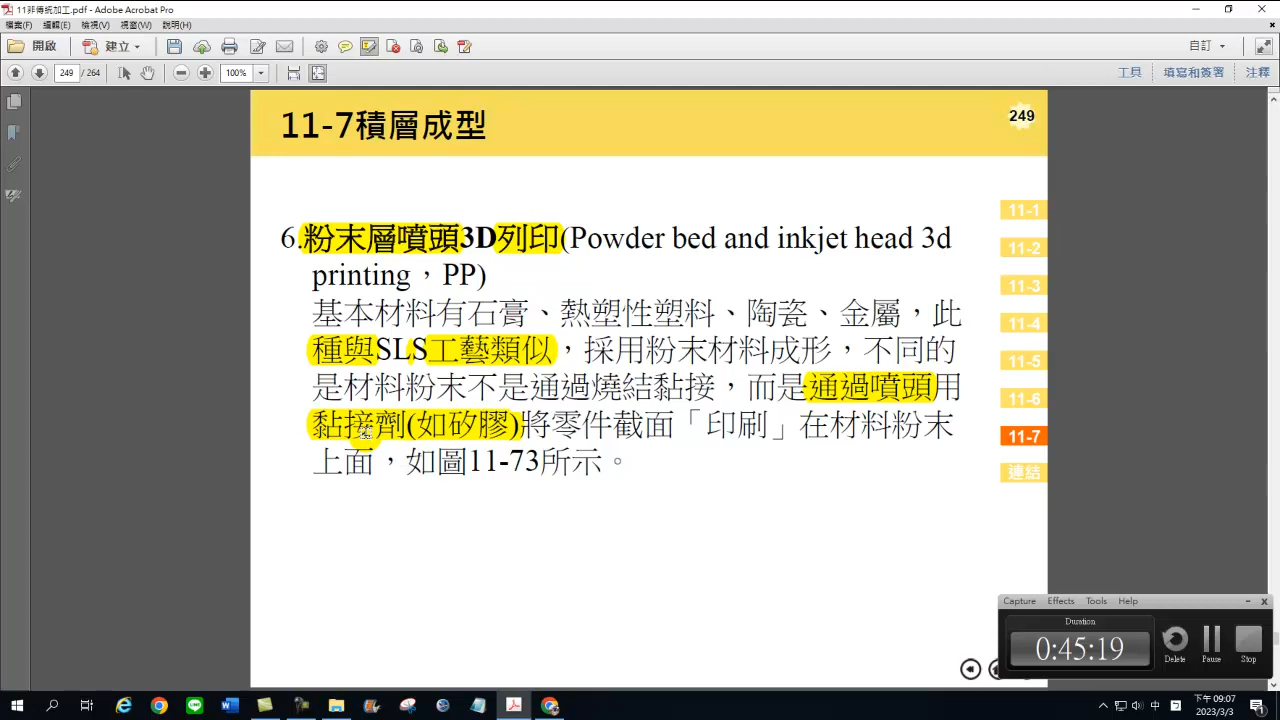 11非傳統加工.pdf - Adobe Acrobat Pro
檔案(F) 編輯(E) 檢視(V) 視窗(W) 說明(H)
開啟 建立 自訂
249 / 264 100% 工具 填寫和簽署 注釋
11-7積層成型
249
11-1
11-2
11-3
11-4
11-5
11-6
11-7
連結
6.粉末層噴頭3D列印(Powder bed and inkjet head 3d
printing，PP)
基本材料有石膏、熱塑性塑料、陶瓷、金屬，此
種與SLS工藝類似，採用粉末材料成形，不同的
是材料粉末不是通過燒結黏接，而是通過噴頭用
黏接劑(如矽膠)將零件截面「印刷」在材料粉末
上面，如圖11-73所示。
Capture Effects Tools Help
Duration
0:45:19
Delete Pause Stop
中
下午 09:07
2023/3/3